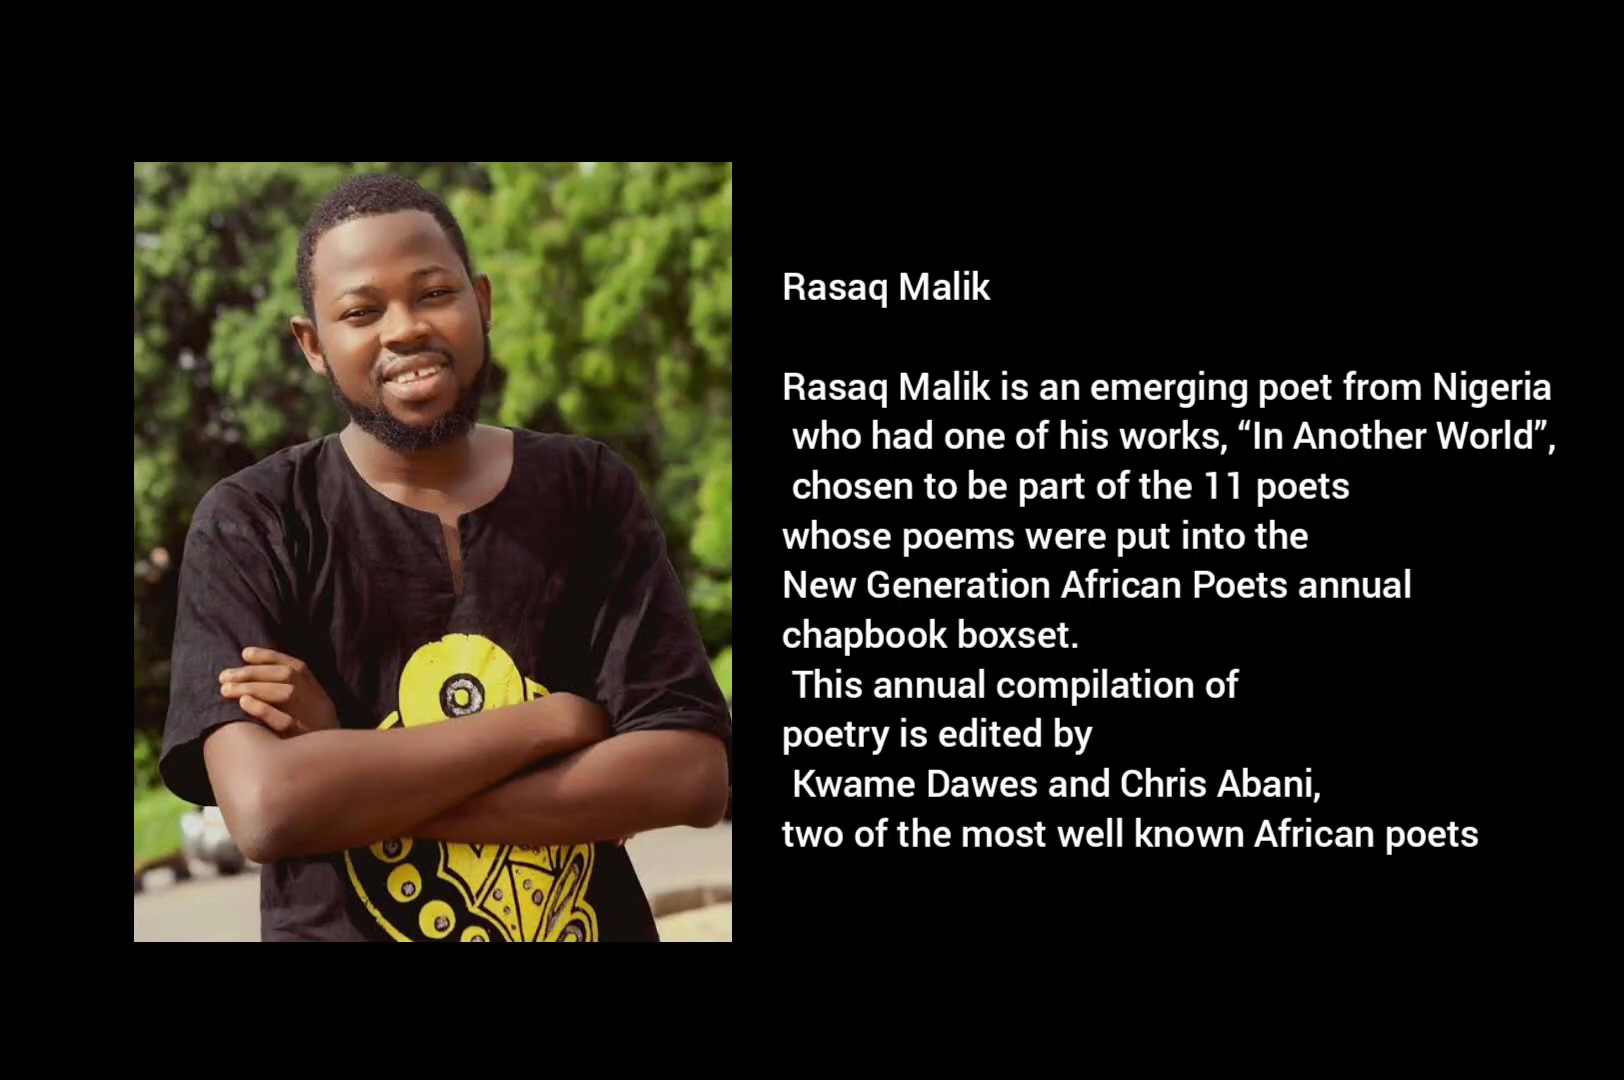 Rasaq Malik
Rasaq Malik is an emerging poet from Nigeria
who had one of his works, “In Another World”,
chosen to be part of the 11 poets
whose poems were put into the
New Generation African Poets annual
chapbook boxset.
This annual compilation of
poetry is edited by
Kwame Dawes and Chris Abani,
two of the most well known African poets